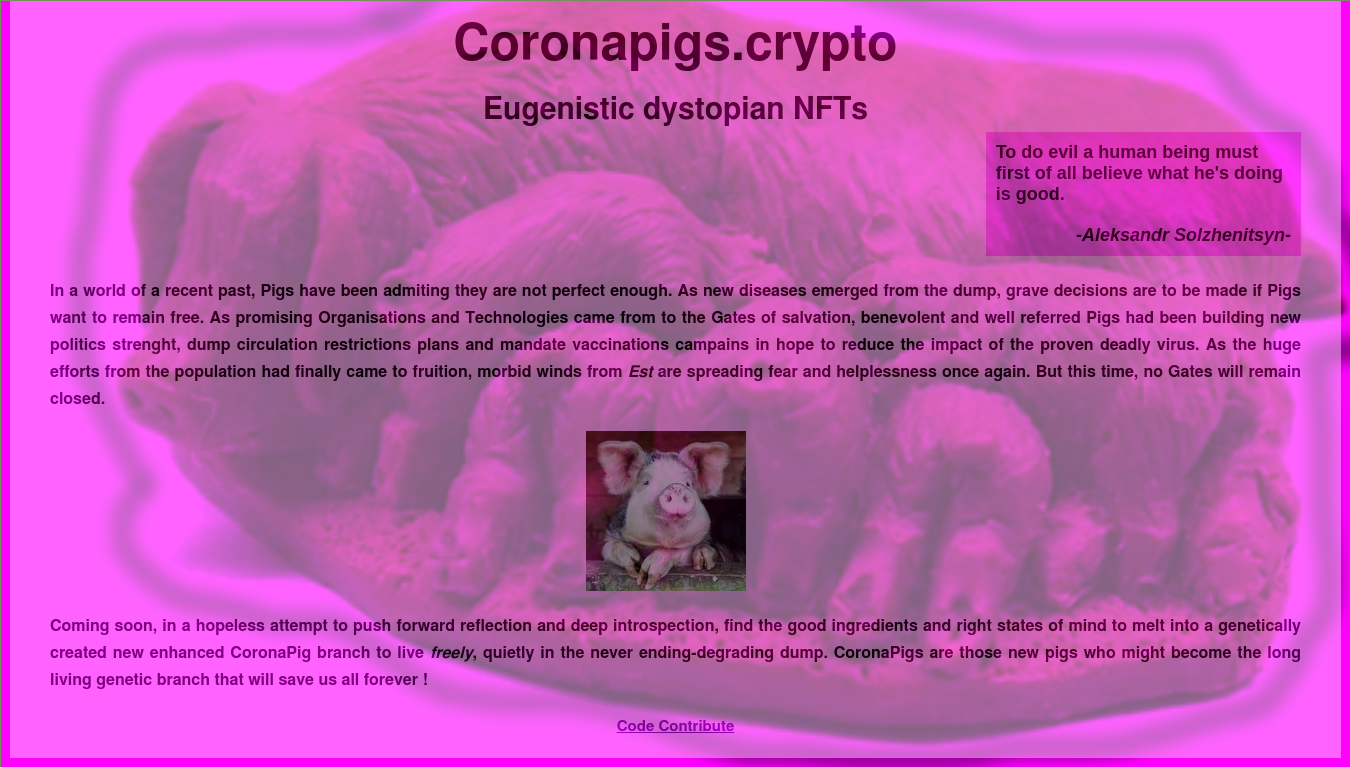 Coronapigs.crypto
Eugenistic dystopian NFTs
To do evil a human being must
first of all believe what he's doing
is good.
-Aleksandr Solzhenitsyn-
In a world of a recent past, Pigs have been admiting they are not perfect enough. As new diseases emerged from the dump, grave decisions are to be made if Pigs
want to remain free. As promising Organisations and Technologies came from to the Gates of salvation, benevolent and well referred Pigs had been building new
politics strenght, dump circulation restrictions plans and mandate vaccinations campains in hope to reduce the impact of the proven deadly virus. As the huge
efforts from the population had finally came to fruition, morbid winds from Est are spreading fear and helplessness once again. But this time, no Gates will remain
closed.
Coming soon, in a hopeless attempt to push forward reflection and deep introspection, find the good ingredients and right states of mind to melt into a genetically
created new enhanced CoronaPig branch to live freely, quietly in the never ending-degrading dump. CoronaPigs are those new pigs who might become the long
living genetic branch that will save us all forever !
Code Contribute